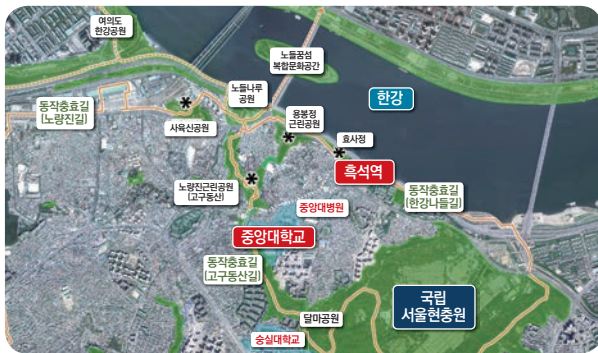 여의도
한강공원
노들꿈섬
복합문화공간
한강
동작충효길
(노량진길)
노들나루
공원
사육신공원
용봉정
근린공원
효사정
흑석역
노량진근린공원
(고구동산)
동작충효길
(한강나들길)
중앙대병원
중앙대학교
동작충효길
(고구동산길)
국립
서울현충원
달마공원
숭실대학교